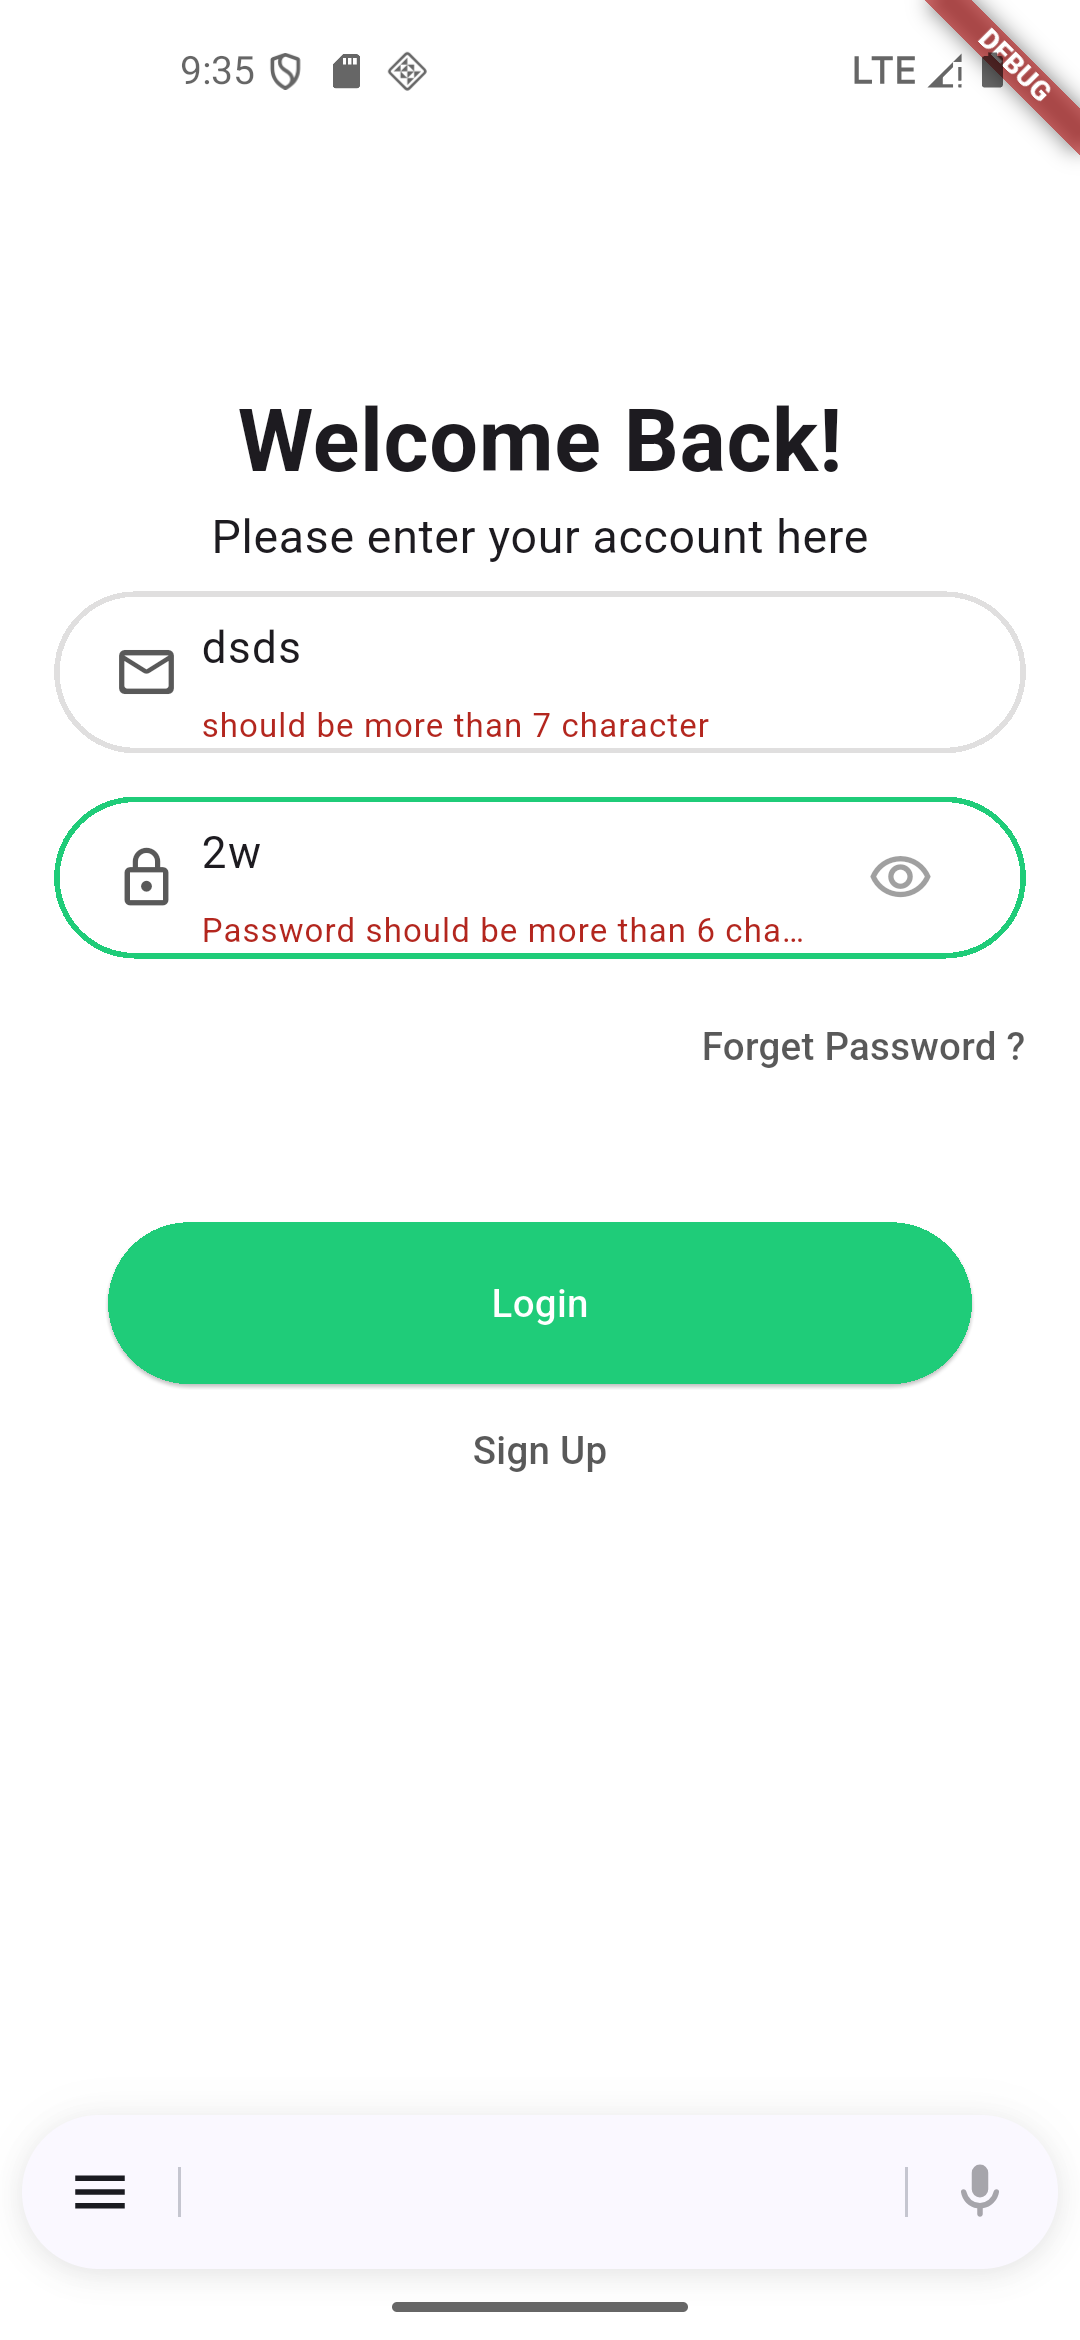 9:35
LTE
DEBUG
Welcome Back!
Please enter your account here
dsds
should be more than 7 character
2w
Password should be more than 6 cha...
Forget Password ?
Login
Sign Up